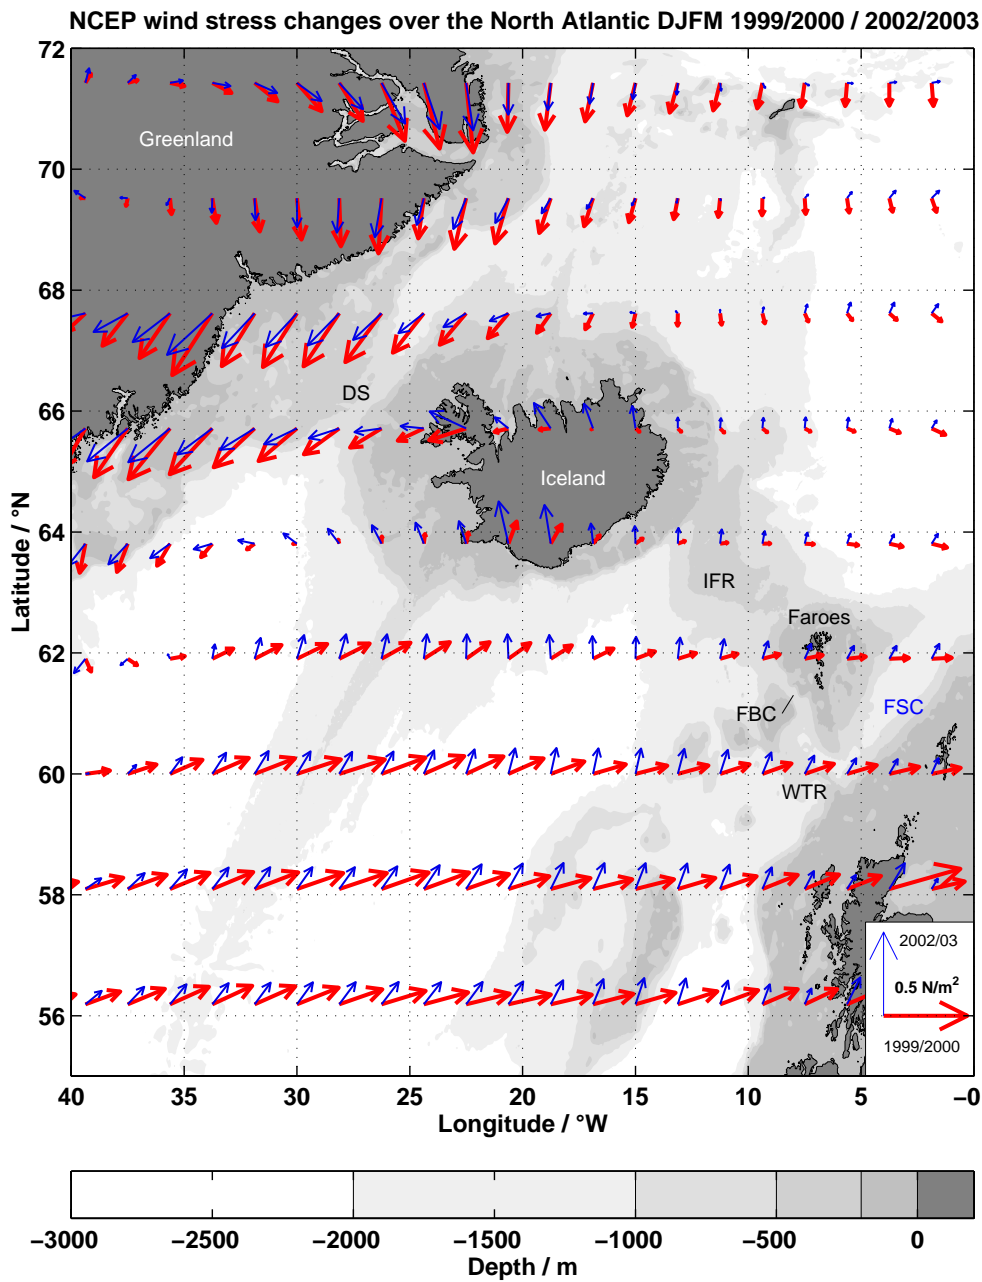 NCEP wind stress changes over the North Atlantic DJFM 1999/2000 / 2002/2003
72
70
68
66
64
62
60
58
56
Latitude / °N
Greenland
DS
Iceland
IFR
Faroes
FBC
FSC
WTR
2002/03
0.5 N/m²
1999/2000
40 35 30 25 20 15 10 5 −0
Longitude / °W
−3000 −2500 −2000 −1500 −1000 −500 0
Depth / m